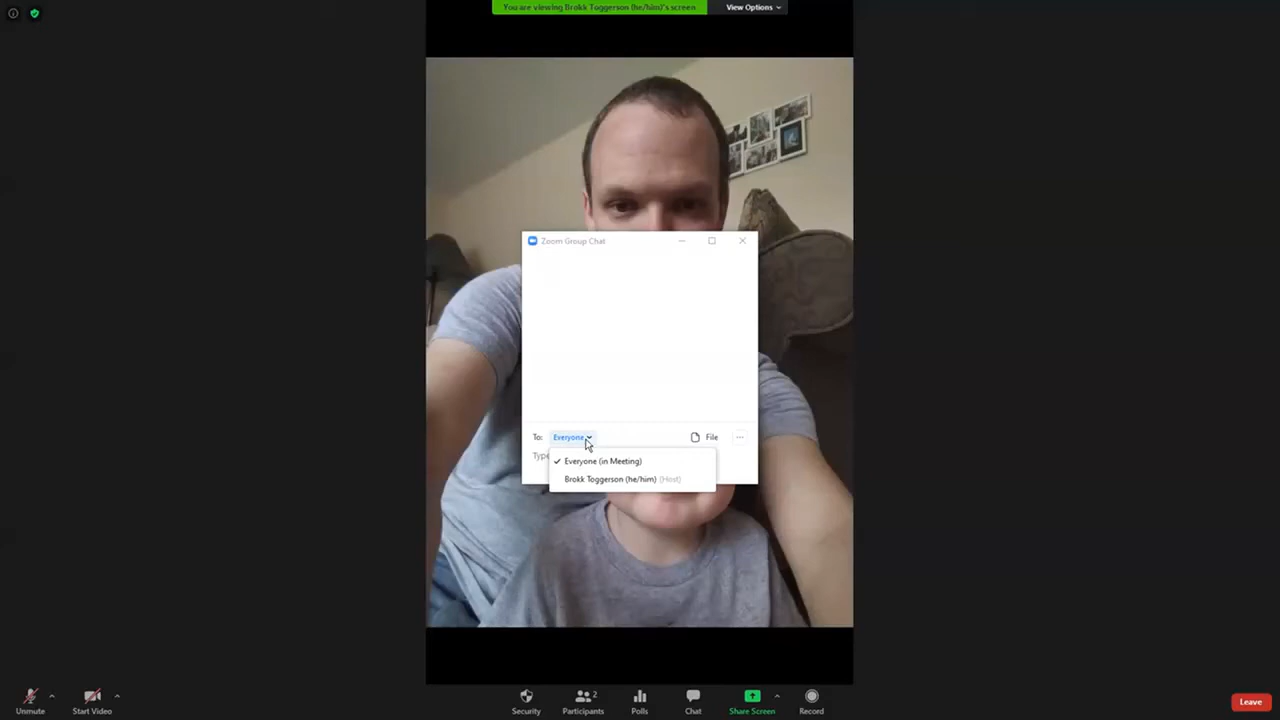 You are viewing Brokk Toggerson (he/him)'s screen
View Options
Zoom Group Chat
To: Everyone
File
Type
Everyone (in Meeting)
Brokk Toggerson (he/him) (Host)
Unmute
Start Video
Security
Participants 2
Polls
Chat
Share Screen
Record
Leave